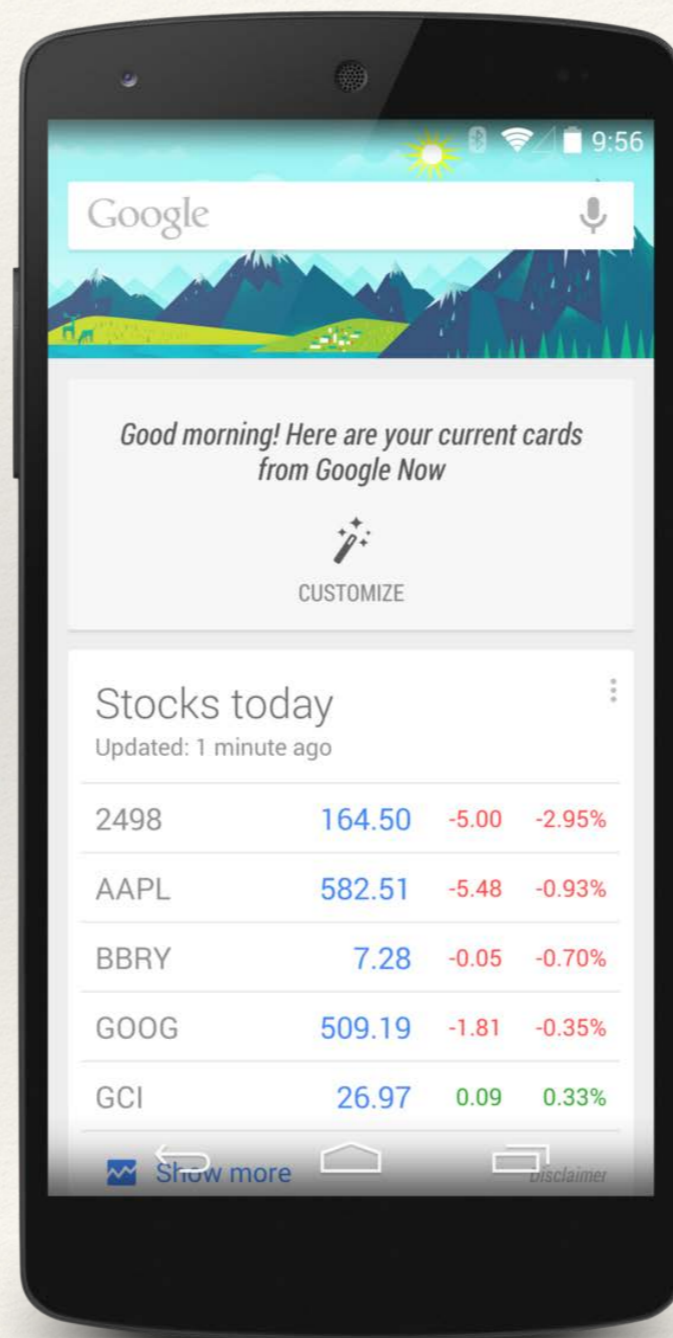 9:56
Google
Good morning! Here are your current cards
from Google Now
CUSTOMIZE
Stocks today
Updated: 1 minute ago
2498 164.50 -5.00 -2.95%
AAPL 582.51 -5.48 -0.93%
BBRY 7.28 -0.05 -0.70%
GOOG 509.19 -1.81 -0.35%
GCI 26.97 0.09 0.33%
Show more Disclaimer